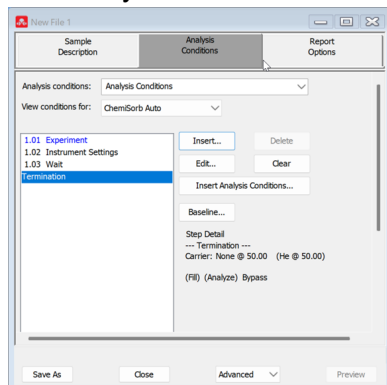 New File 1
Sample Description
Analysis Conditions
Report Options
Analysis conditions: Analysis Conditions
View conditions for: ChemiSorb Auto
1.01 Experiment
1.02 Instrument Settings
1.03 Wait
Termination
Insert... Delete
Edit... Clear
Insert Analysis Conditions...
Baseline...
Step Detail
--- Termination ---
Carrier: None @ 50.00 (He @ 50.00)
(Fill) (Analyze) Bypass
Save As Close Advanced Preview